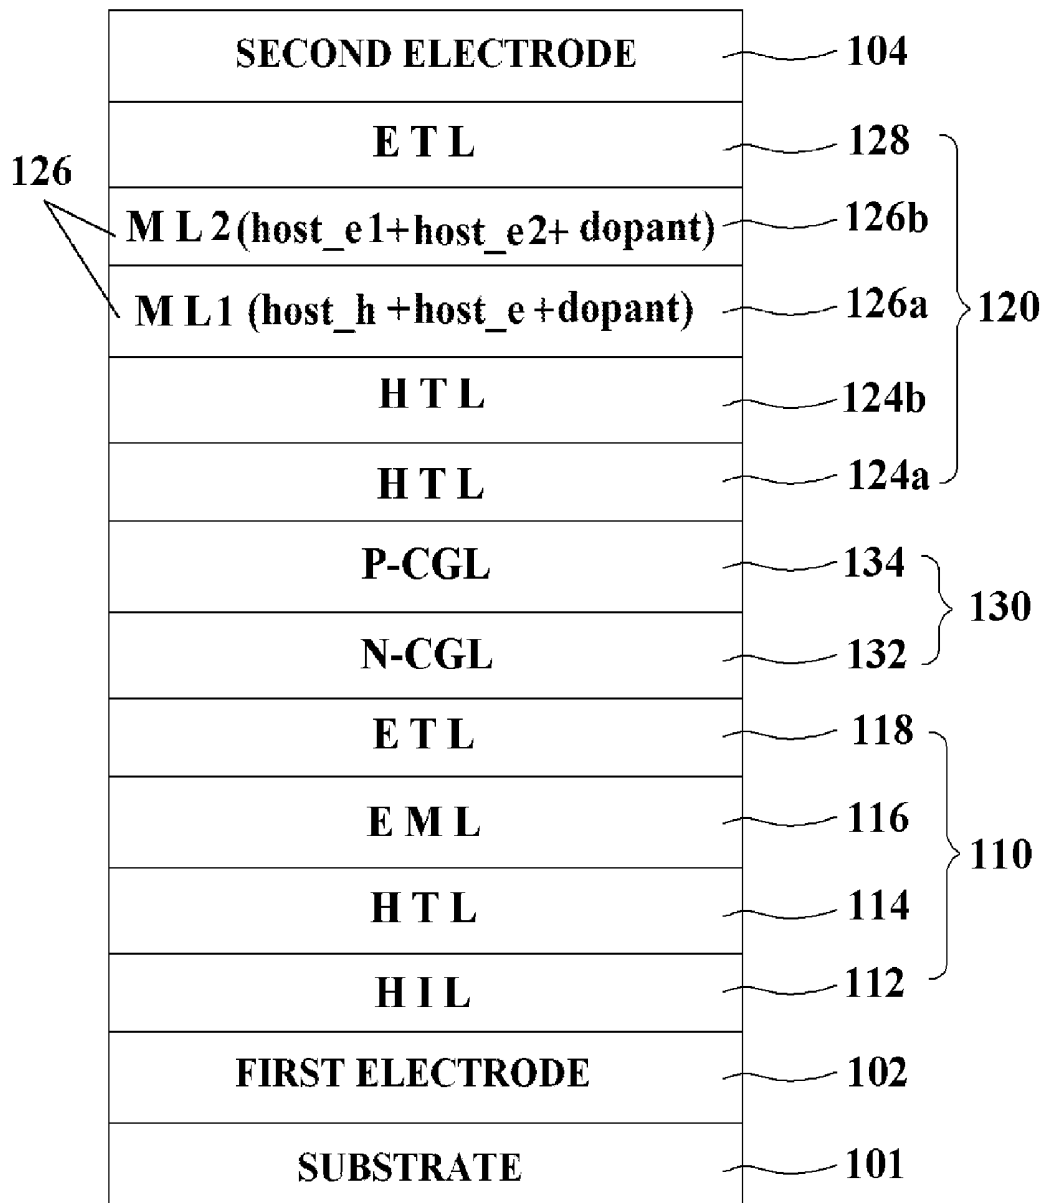 SECOND ELECTRODE 104
E T L 128
126
M L 2 (host_e1+host_e2+ dopant) 126b
M L1 (host_h +host_e +dopant) 126a
120
H T L 124b
H T L 124a
P-CGL 134
130
N-CGL 132
E T L 118
E M L 116
110
H T L 114
H I L 112
FIRST ELECTRODE 102
SUBSTRATE 101